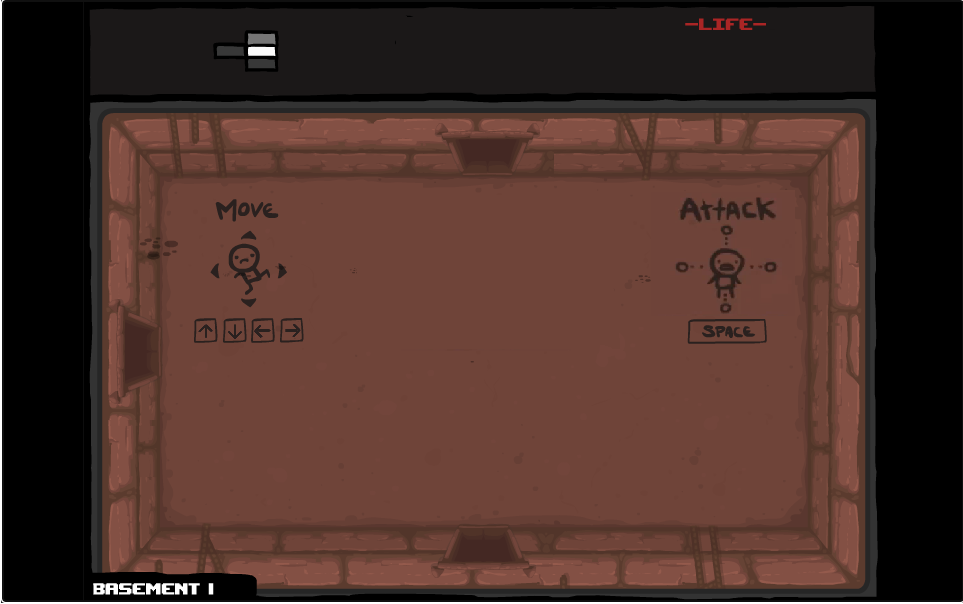 -LIFE-
MOVE
ATTACK
↑ ↓ ← →
SPACE
BASEMENT I